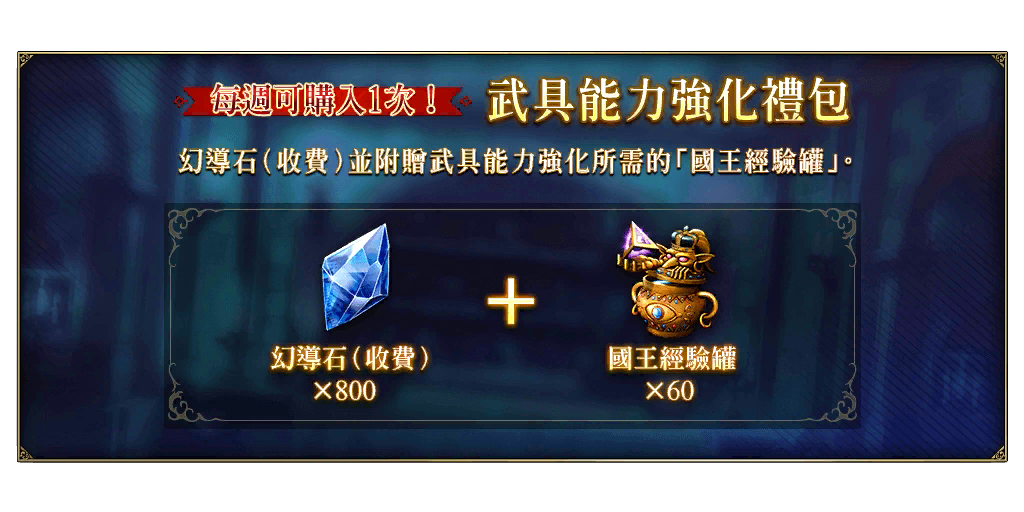 每週可購入1次！ 武具能力強化禮包
幻導石(收費)並附贈武具能力強化所需的「國王經驗罐」。
幻導石(收費)
×800
+
國王經驗罐
×60